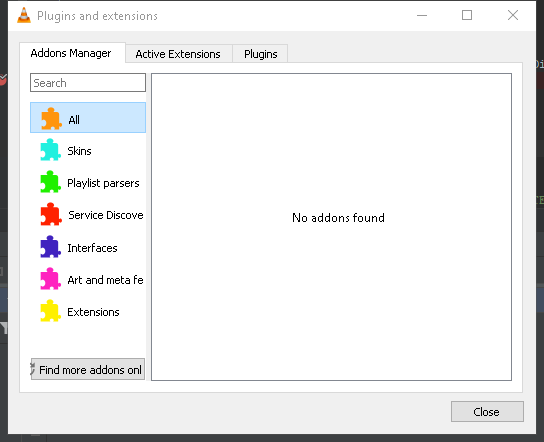 Plugins and extensions
Addons Manager
Active Extensions
Plugins
Search
All
Skins
Playlist parsers
Service Discove
Interfaces
Art and meta fe
Extensions
No addons found
Find more addons onl
Close